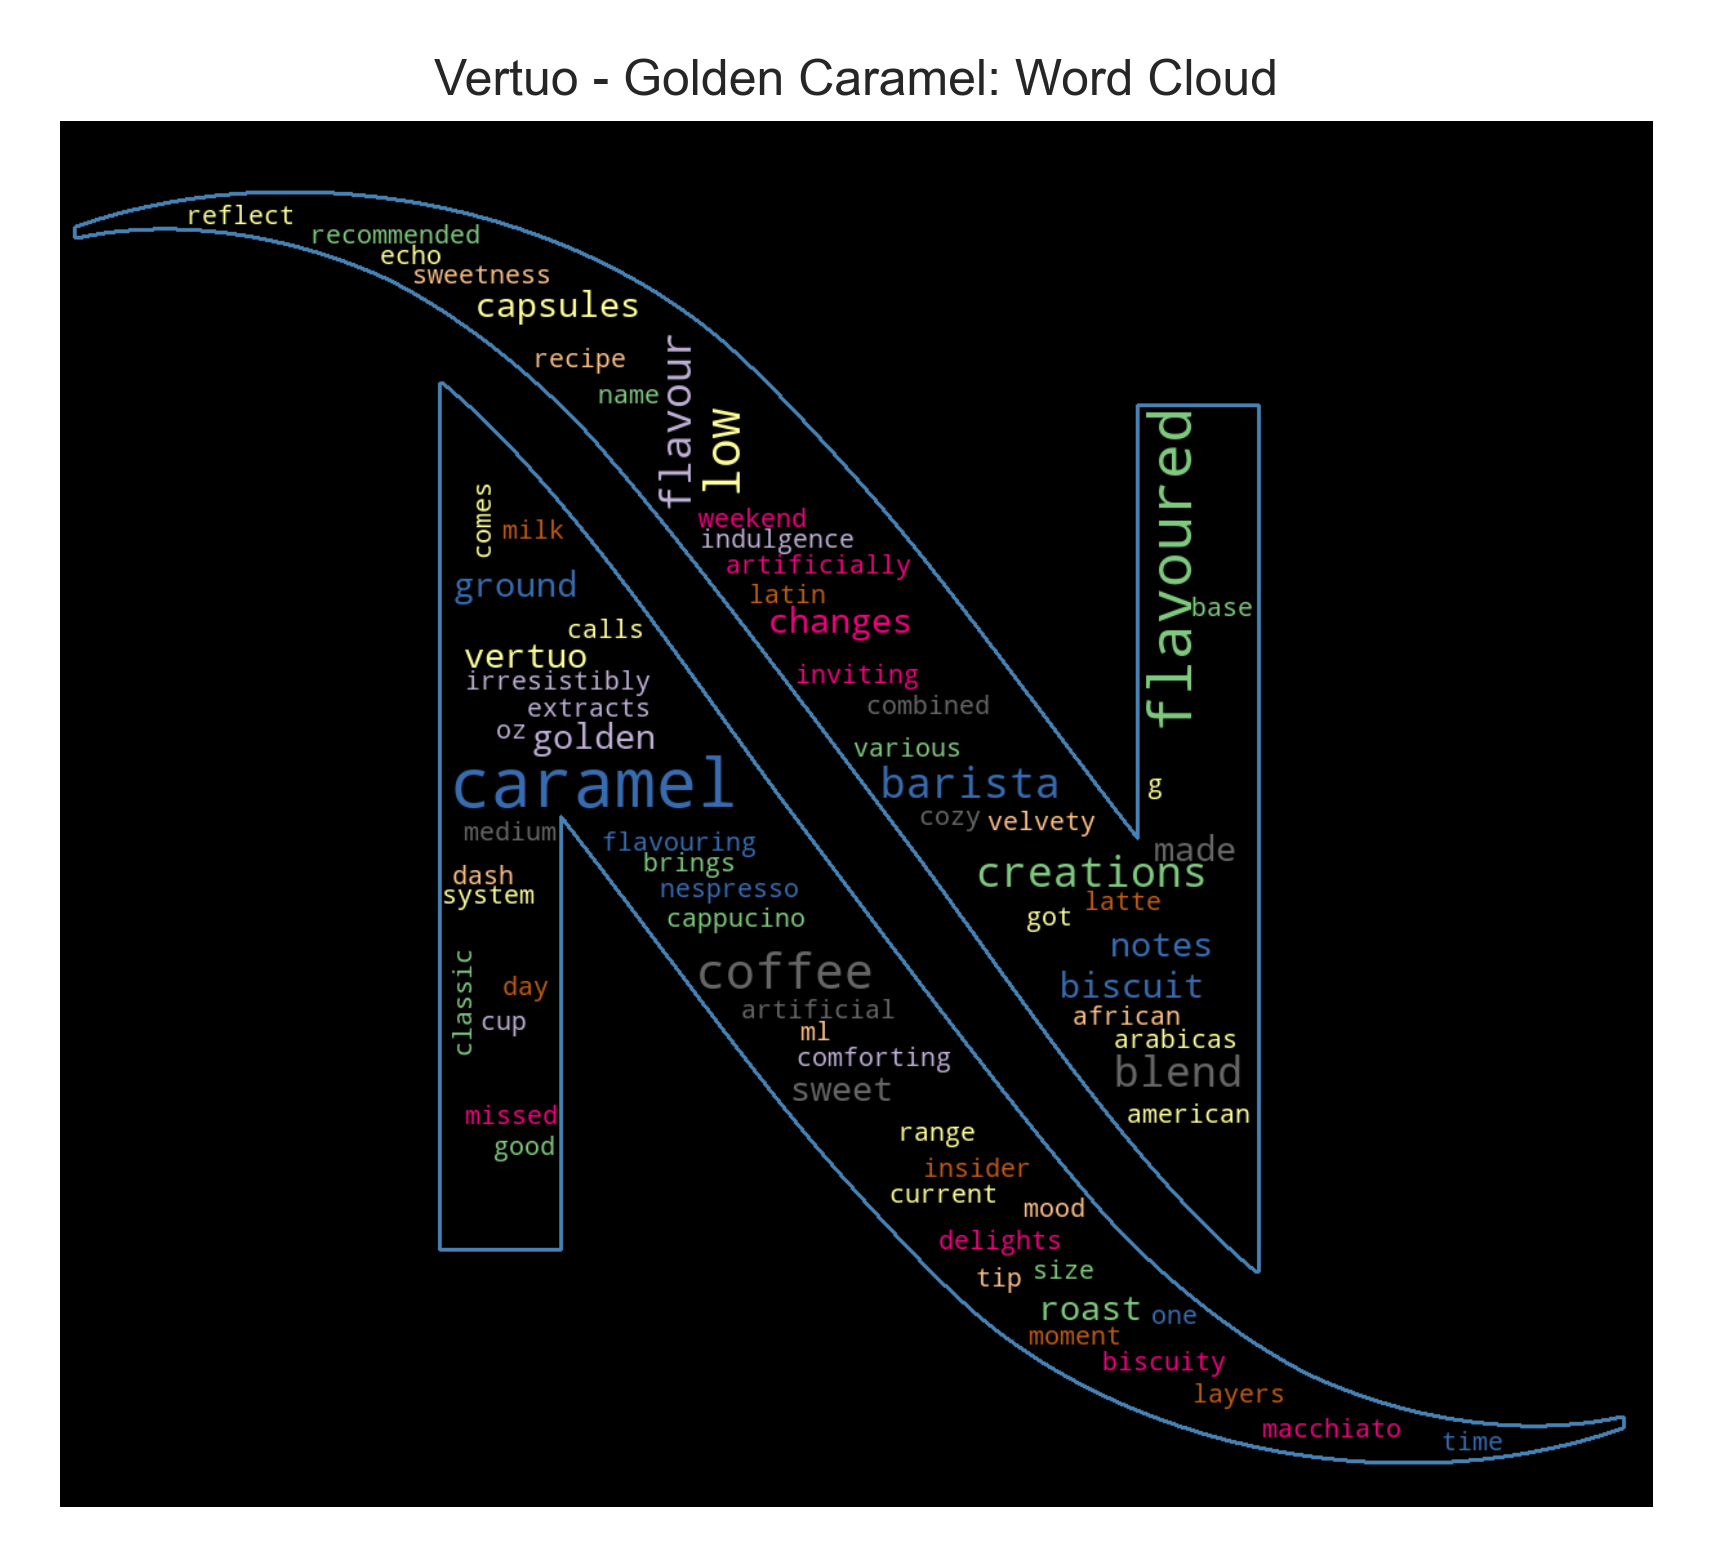 Vertuo - Golden Caramel: Word Cloud
reflect
recommended
echo
sweetness
capsules
recipe
flavour
name
low
flavoured
comes
milk
weekend
indulgence
artificially
ground
latin
base
changes
calls
vertuo
irresistibly
inviting
extracts
combined
oz
golden
various
caramel
barista
g
cozy
velvety
medium
flavouring
made
brings
creations
dash
nespresso
system
latte
cappucino
got
notes
coffee
classic
day
biscuit
artificial
african
cup
ml
arabicas
comforting
blend
sweet
missed
american
good
range
insider
current
mood
delights
tip
size
roast
one
moment
biscuity
layers
macchiato
time